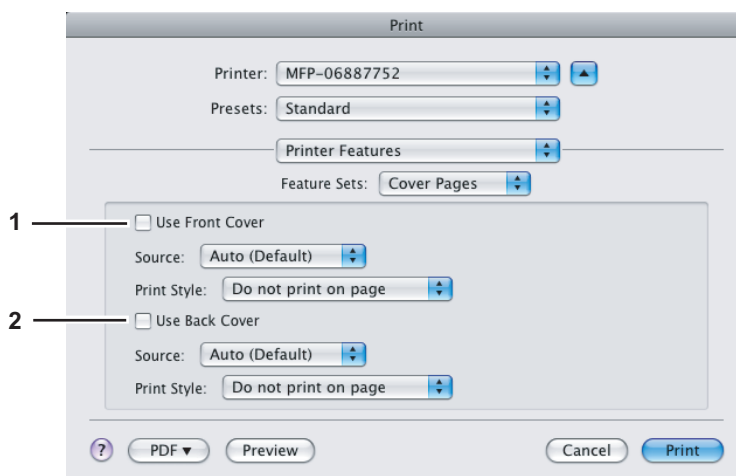 Print
Printer: MFP-06887752
Presets: Standard
Printer Features
Feature Sets: Cover Pages
1 Use Front Cover
Source: Auto (Default)
Print Style: Do not print on page
2 Use Back Cover
Source: Auto (Default)
Print Style: Do not print on page
? PDF ▼ Preview Cancel Print